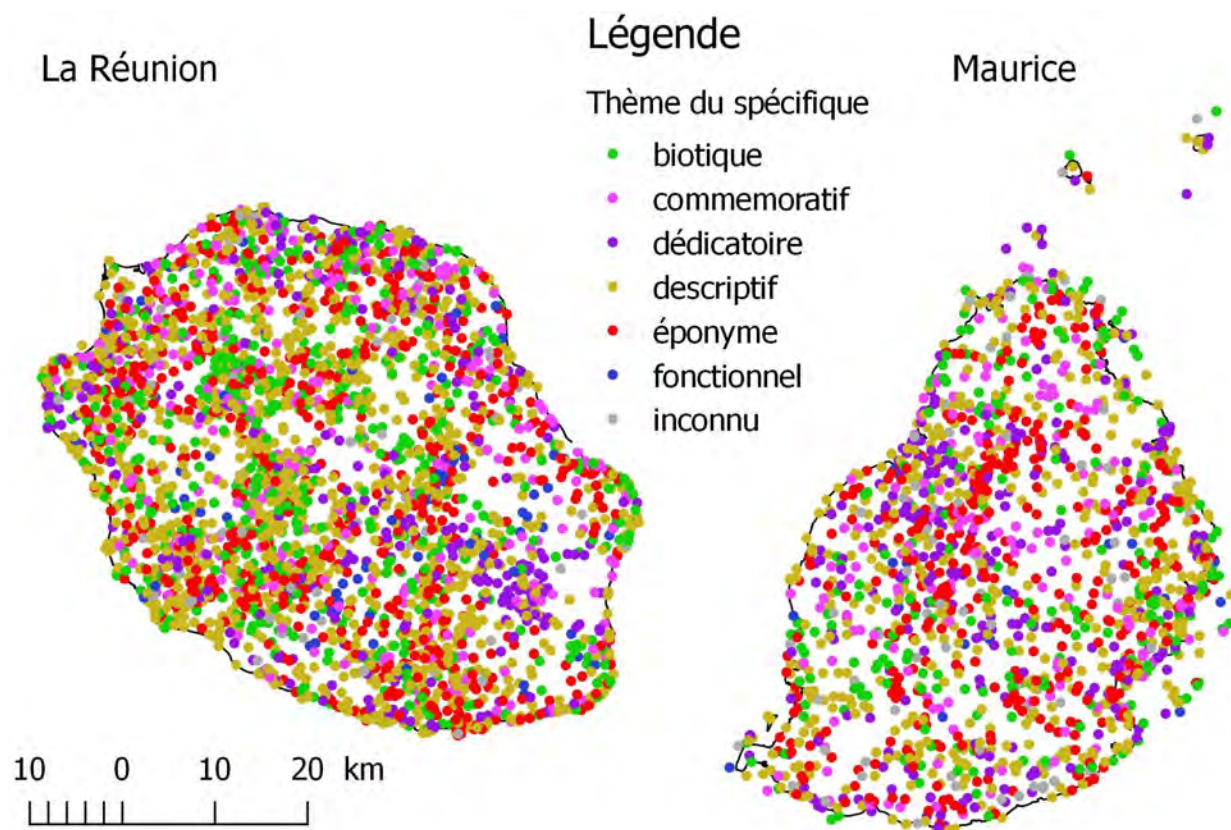 La Réunion
Légende
Maurice
Thème du spécifique
biotique
commemoratif
dédicatoire
descriptif
éponyme
fonctionnel
inconnu
10 0 10 20 km